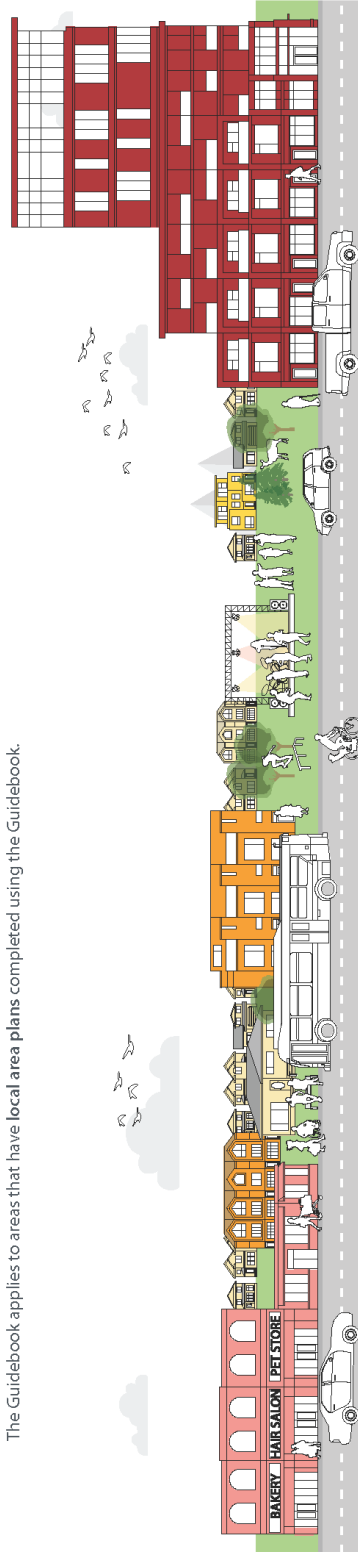 The Guidebook applies to areas that have local area plans completed using the Guidebook.
BAKERY
HAIR SALON
PET STORE